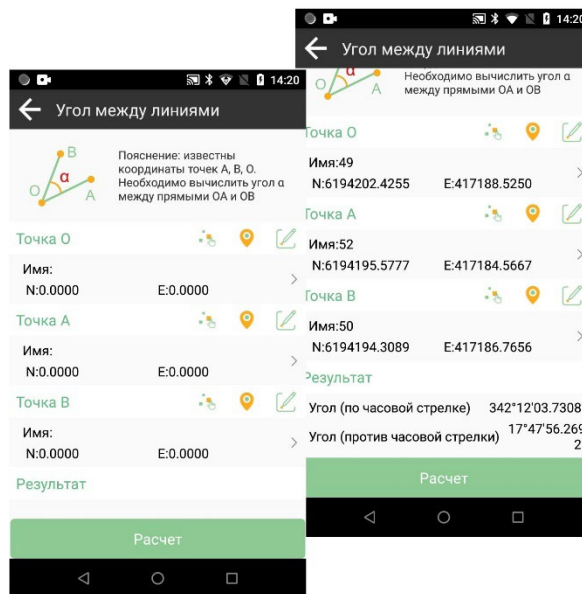 14:20
Угол между линиями
B
α
O
A
Пояснение: известны
координаты точек A, B, O.
Необходимо вычислить угол α
между прямыми OA и OB
Точка O
Имя:
N:0.0000 E:0.0000
Точка A
Имя:
N:0.0000 E:0.0000
Точка B
Имя:
N:0.0000 E:0.0000
Результат
Расчет
14:20
Угол между линиями
α
O
A
Необходимо вычислить угол α
между прямыми OA и OB
Точка O
Имя:49
N:6194202.4255 E:417188.5250
Точка A
Имя:52
N:6194195.5777 E:417184.5667
Точка B
Имя:50
N:6194194.3089 E:417186.7656
Результат
Угол (по часовой стрелке) 342°12'03.7308
Угол (против часовой стрелки) 17°47'56.269
2
Расчет